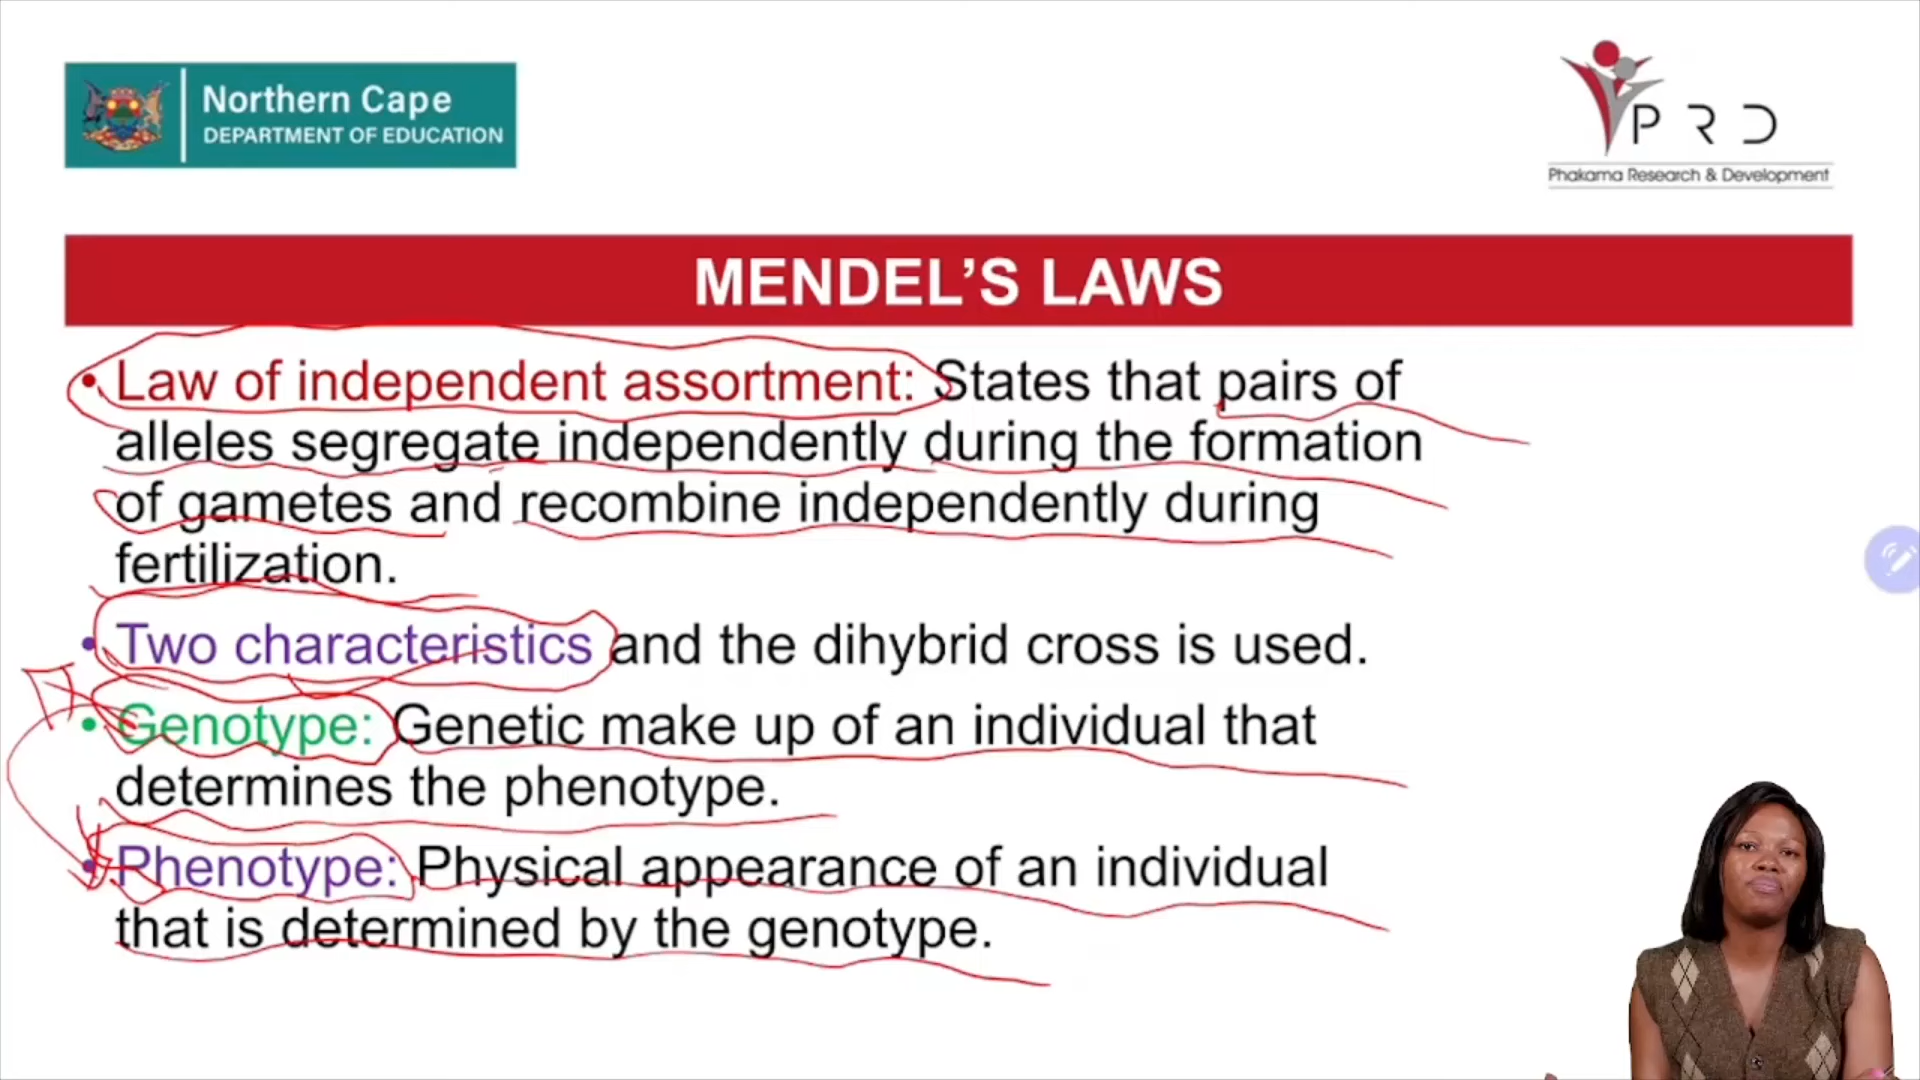 Northern Cape
DEPARTMENT OF EDUCATION
PRD
Phakama Research & Development
MENDEL’S LAWS
• Law of independent assortment: States that pairs of
alleles segregate independently during the formation
of gametes and recombine independently during
fertilization.
• Two characteristics and the dihybrid cross is used.
• Genotype: Genetic make up of an individual that
determines the phenotype.
• Phenotype: Physical appearance of an individual
that is determined by the genotype.